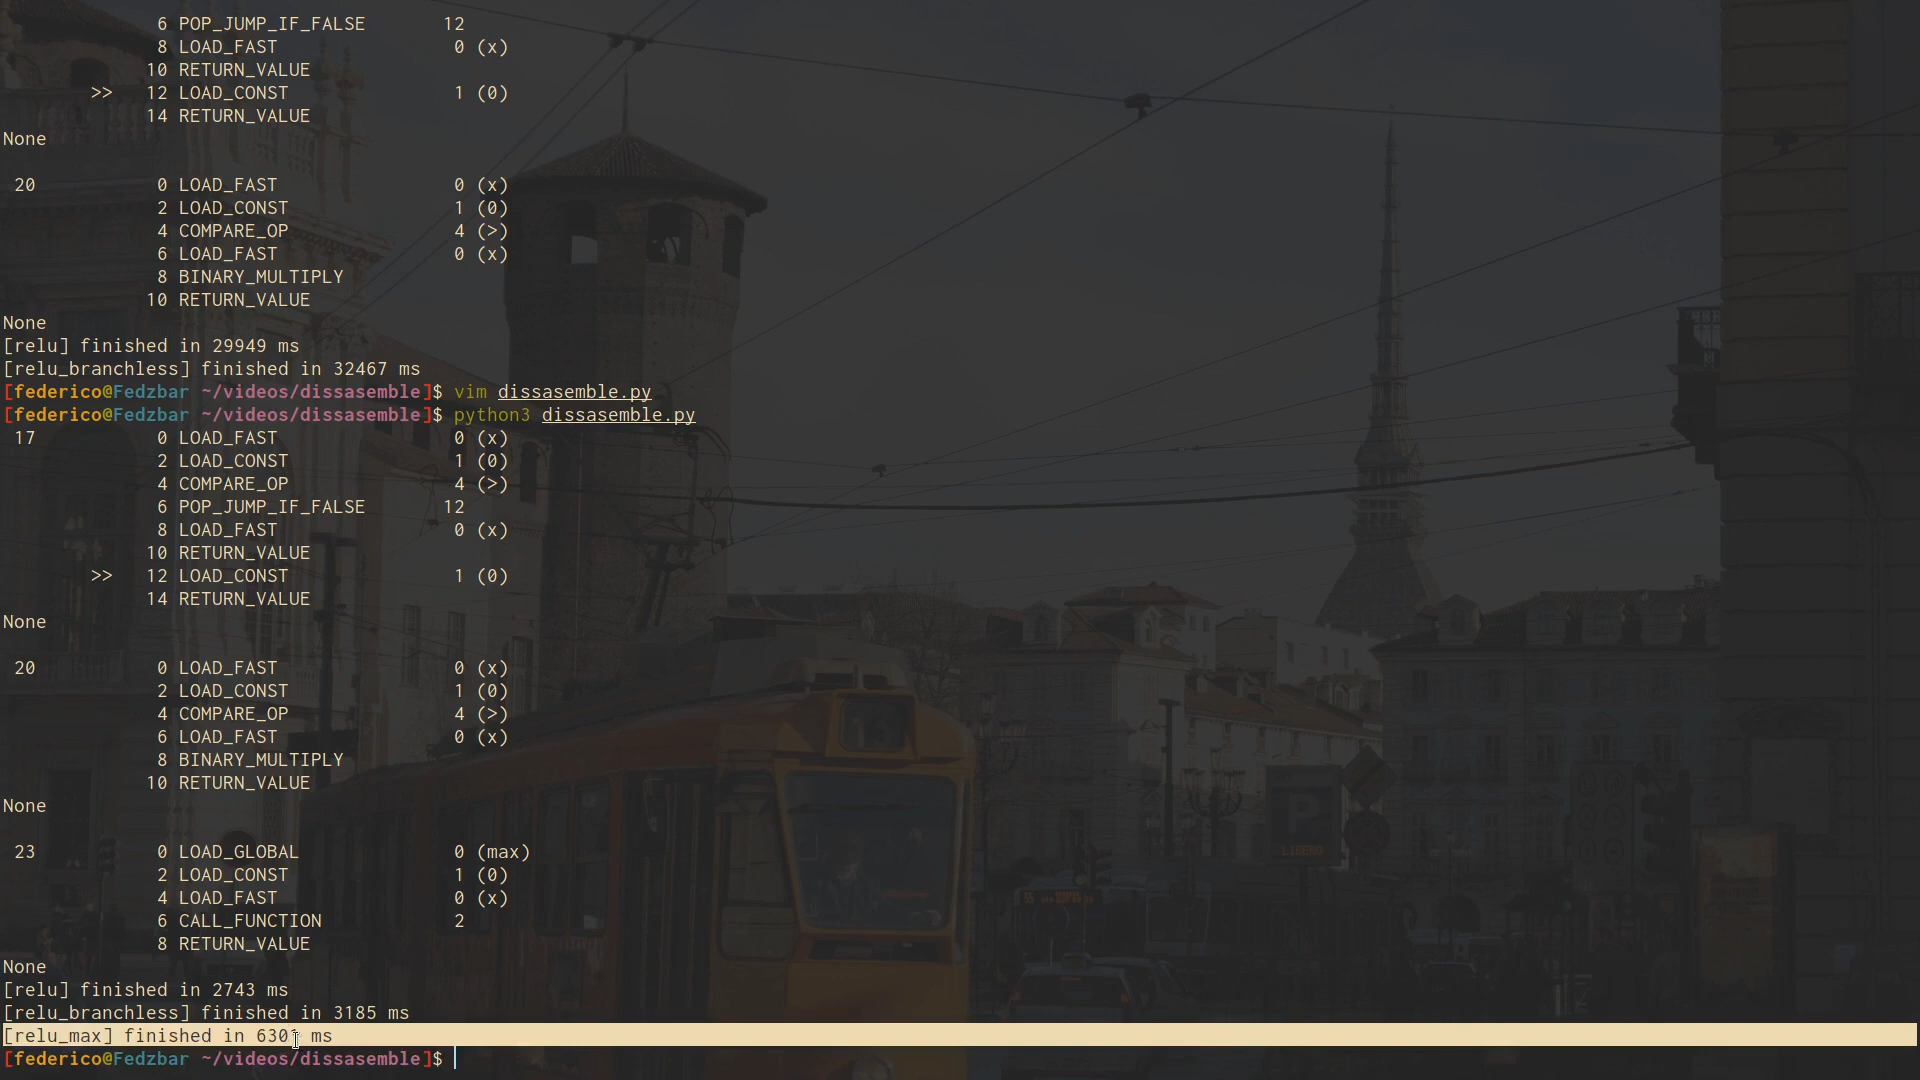 6 POP_JUMP_IF_FALSE 12
8 LOAD_FAST 0 (x)
10 RETURN_VALUE
>> 12 LOAD_CONST 1 (0)
14 RETURN_VALUE
None
20 0 LOAD_FAST 0 (x)
2 LOAD_CONST 1 (0)
4 COMPARE_OP 4 (>)
6 LOAD_FAST 0 (x)
8 BINARY_MULTIPLY
10 RETURN_VALUE
None
[relu] finished in 29949 ms
[relu_branchless] finished in 32467 ms
[federico@Fedzbar ~/videos/dissasemble]$ vim dissasemble.py
[federico@Fedzbar ~/videos/dissasemble]$ python3 dissasemble.py
17 0 LOAD_FAST 0 (x)
2 LOAD_CONST 1 (0)
4 COMPARE_OP 4 (>)
6 POP_JUMP_IF_FALSE 12
8 LOAD_FAST 0 (x)
10 RETURN_VALUE
>> 12 LOAD_CONST 1 (0)
14 RETURN_VALUE
None
20 0 LOAD_FAST 0 (x)
2 LOAD_CONST 1 (0)
4 COMPARE_OP 4 (>)
6 LOAD_FAST 0 (x)
8 BINARY_MULTIPLY
10 RETURN_VALUE
None
23 0 LOAD_GLOBAL 0 (max)
2 LOAD_CONST 1 (0)
4 LOAD_FAST 0 (x)
6 CALL_FUNCTION 2
8 RETURN_VALUE
None
[relu] finished in 2743 ms
[relu_branchless] finished in 3185 ms
[relu_max] finished in ms
[federico@Fedzbar ~/videos/dissasemble]$
P
LIBERO